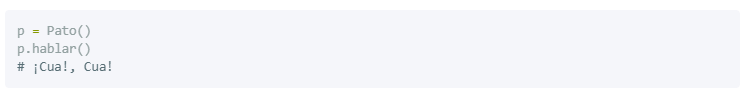 p = Pato()
p.hablar()
# ¡Cua!, Cua!